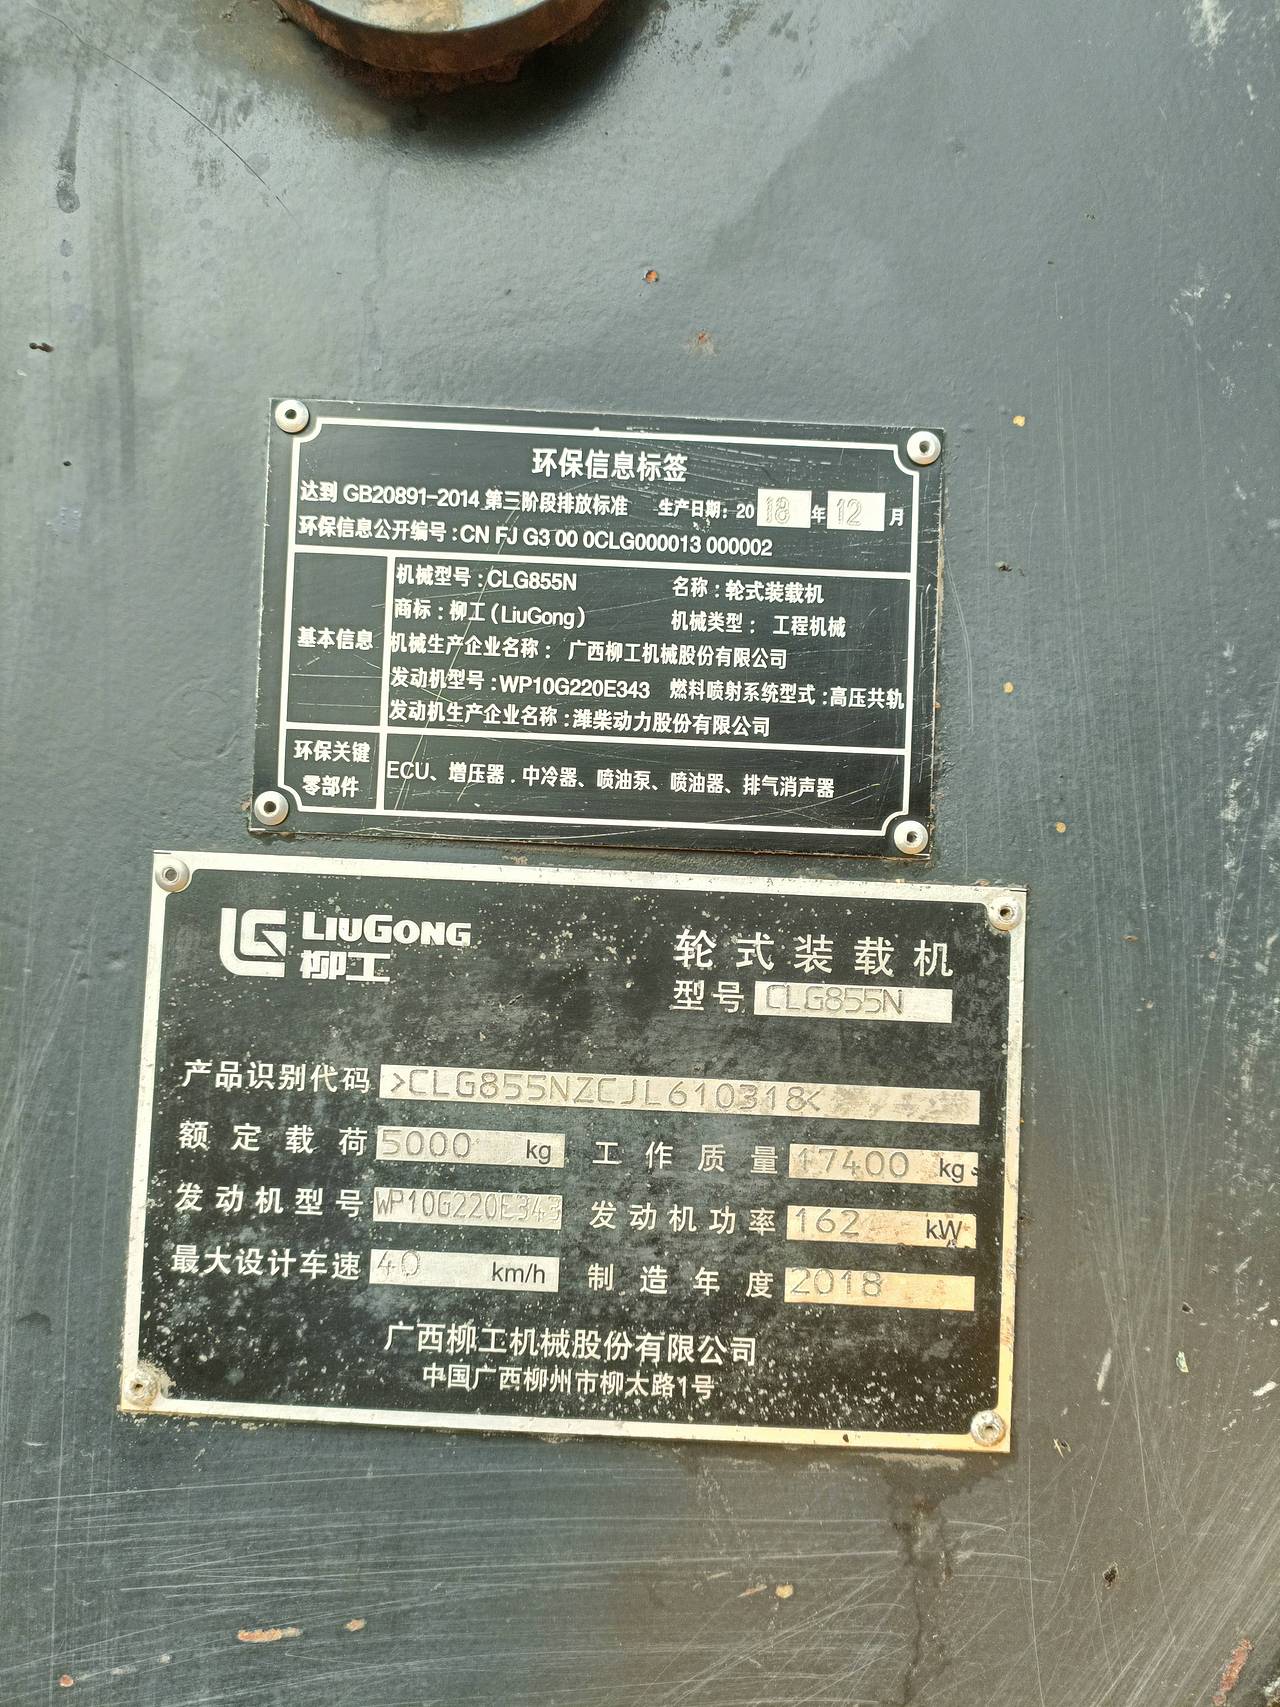 环保信息标签
达到 GB20891-2014 第三阶段排放标准 生产日期：2018年12月
环保信息公开编号：CN FJ G3 00 0CLG000013 000002
基本信息
机械型号：CLG855N 名称：轮式装载机
商标：柳工（LiuGong） 机械类型： 工程机械
机械生产企业名称： 广西柳工机械股份有限公司
发动机型号：WP10G220E343 燃料喷射系统型式：高压共轨
发动机生产企业名称：潍柴动力股份有限公司
环保关键
零部件
ECU、增压器．中冷器、喷油泵、喷油器、排气消声器
LIUGONG
柳工
轮式装载机
型号 CLG855N
产品识别代码 >CLG855NZCJL610318<
额定载荷 5000 kg 工作质量 17400 kg
发动机型号 WP10G220E343 发动机功率 162 kW
最大设计车速 40 km/h 制造年度 2018
广西柳工机械股份有限公司
中国广西柳州市柳太路1号